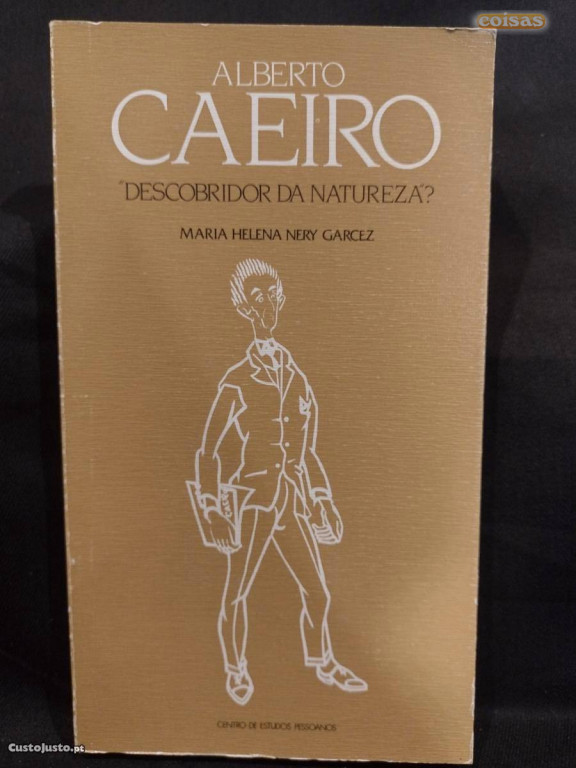 coisas
ALBERTO
CAEIRO
"DESCOBRIDOR DA NATUREZA"?
MARIA HELENA NERY GARCEZ
CENTRO DE ESTUDOS PESSOANOS
CustoJusto.pt